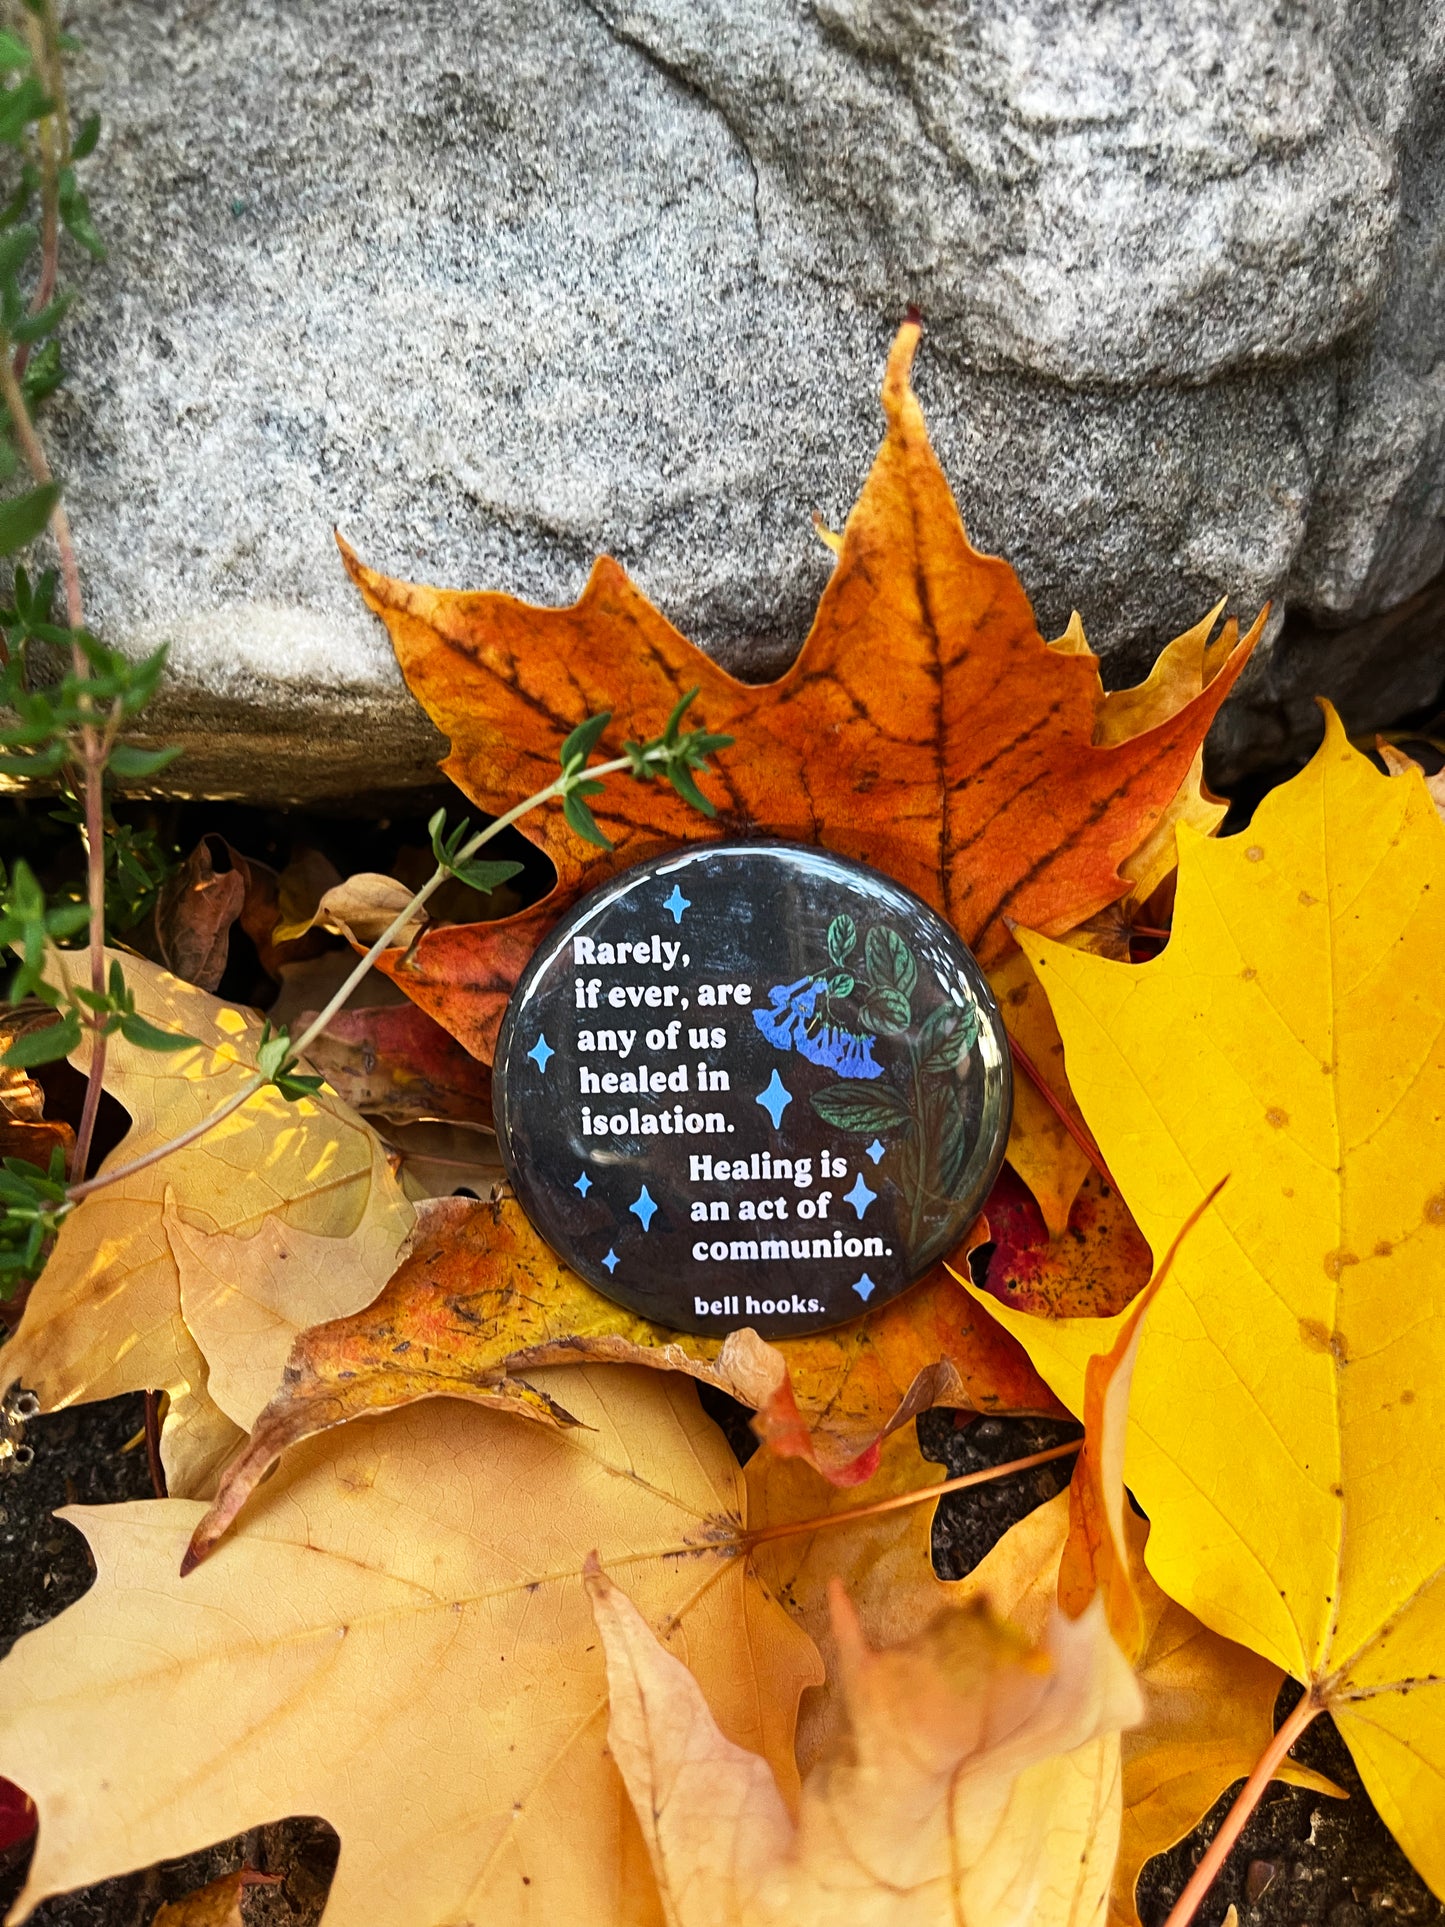 Rarely,
if ever, are
any of us
healed in
isolation.
Healing is
an act of
communion.
bell hooks.